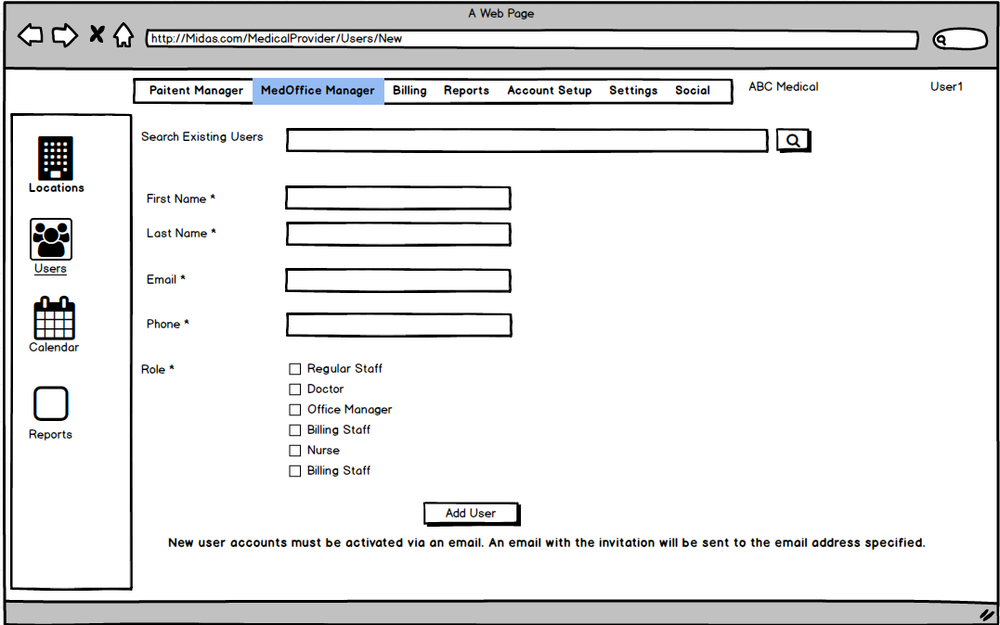 A Web Page
http://Midas.com/MedicalProvider/Users/New
Paitent Manager MedOffice Manager Billing Reports Account Setup Settings Social
ABC Medical
User1
Locations
Users
Calendar
Reports
Search Existing Users
First Name *
Last Name *
Email *
Phone *
Role *
Regular Staff
Doctor
Office Manager
Billing Staff
Nurse
Billing Staff
Add User
New user accounts must be activated via an email. An email with the invitation will be sent to the email address specified.